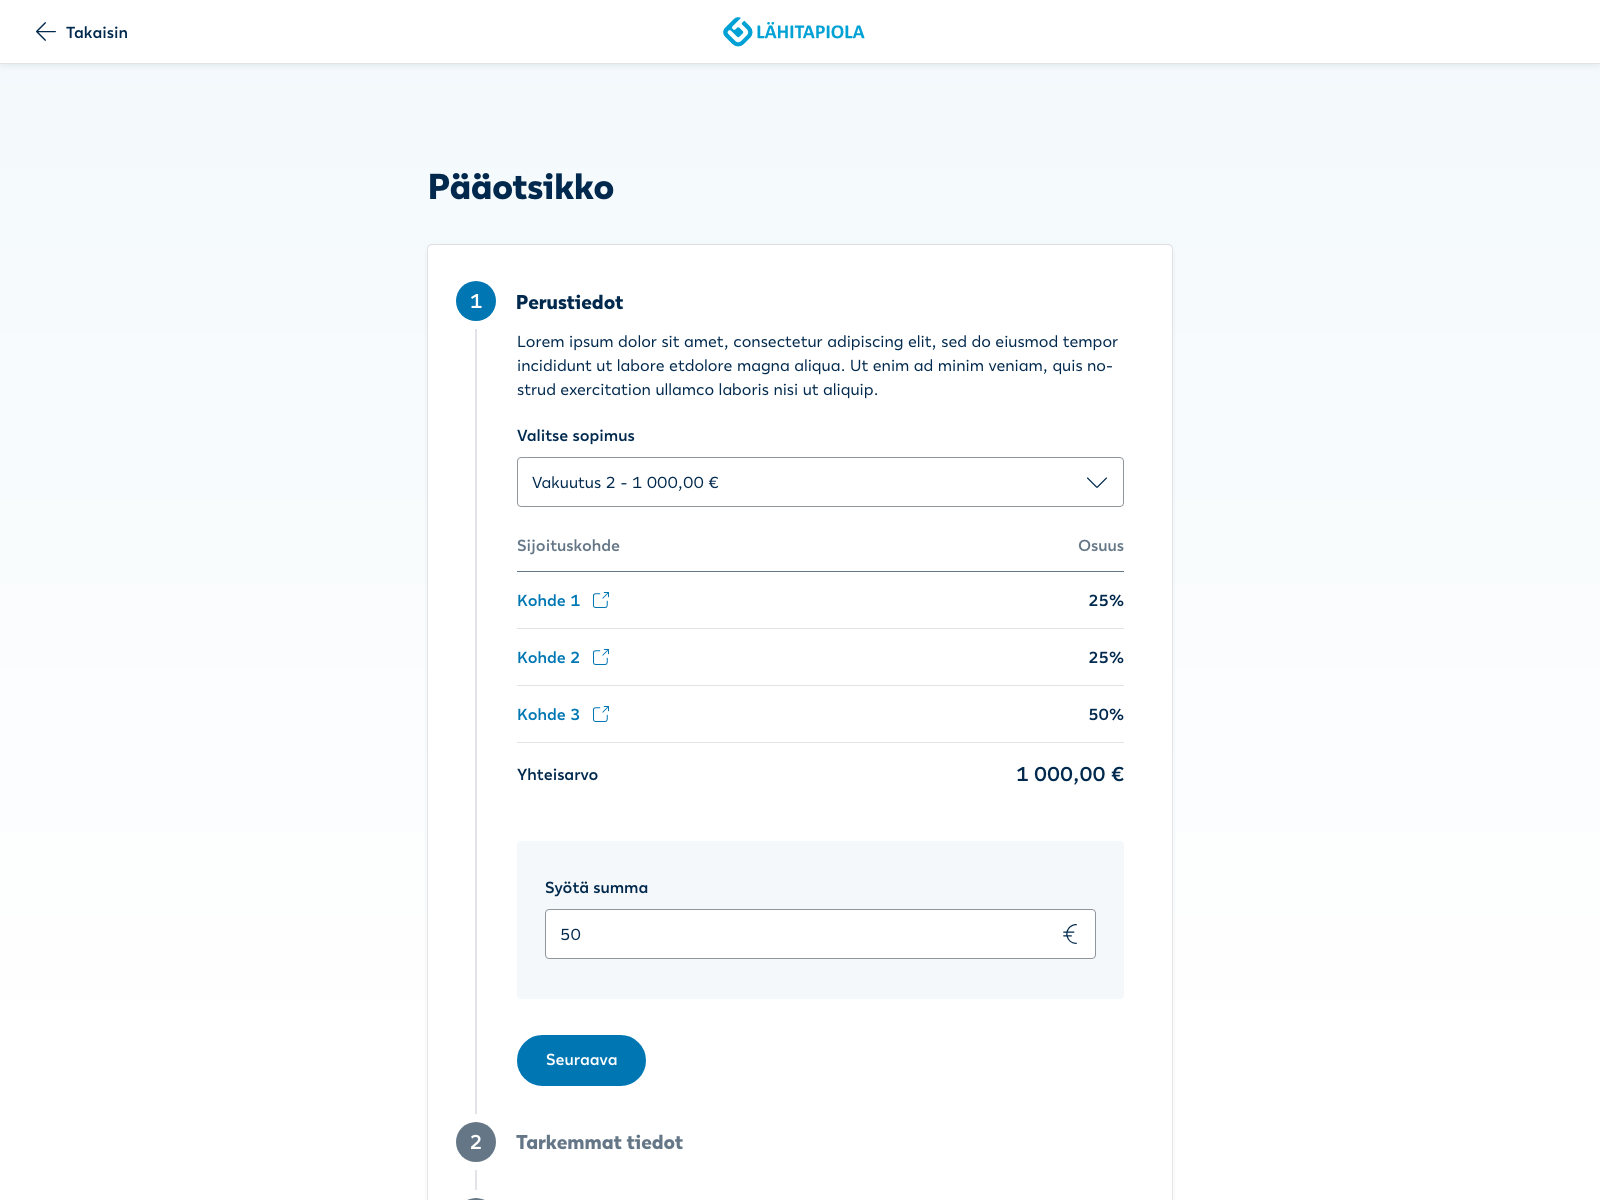 Takaisin
LÄHITAPIOLA
Pääotsikko
1
Perustiedot
Lorem ipsum dolor sit amet, consectetur adipiscing elit, sed do eiusmod tempor
incididunt ut labore etdolore magna aliqua. Ut enim ad minim veniam, quis no-
strud exercitation ullamco laboris nisi ut aliquip.
Valitse sopimus
Vakuutus 2 - 1 000,00 €
Sijoituskohde Osuus
Kohde 1 25%
Kohde 2 25%
Kohde 3 50%
Yhteisarvo 1 000,00 €
Syötä summa
50 €
Seuraava
2
Tarkemmat tiedot